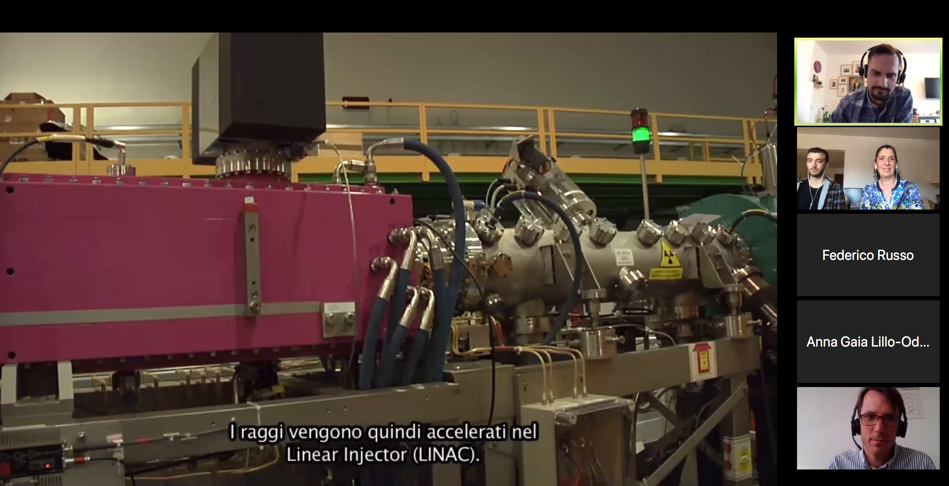 Federico Russo
Anna Gaia Lillo-Od...
I raggi vengono quindi accelerati nel
Linear Injector (LINAC).